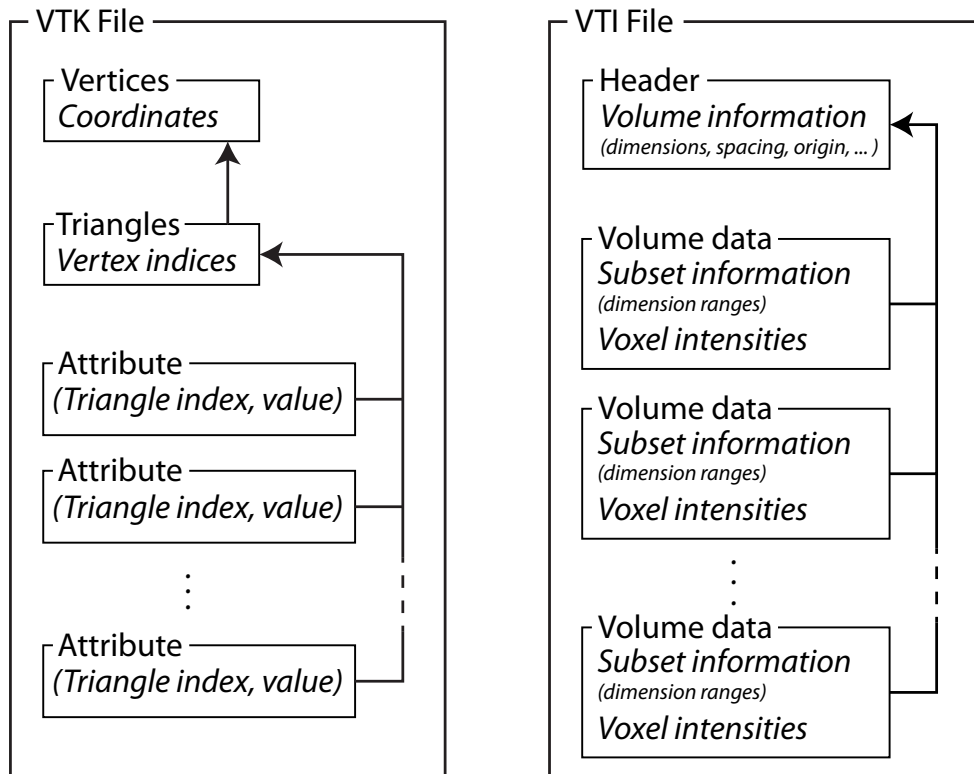 VTK File
Vertices
Coordinates
Triangles
Vertex indices
Attribute
(Triangle index, value)
Attribute
(Triangle index, value)
Attribute
(Triangle index, value)
VTI File
Header
Volume information
(dimensions, spacing, origin, ... )
Volume data
Subset information
(dimension ranges)
Voxel intensities
Volume data
Subset information
(dimension ranges)
Voxel intensities
Volume data
Subset information
(dimension ranges)
Voxel intensities